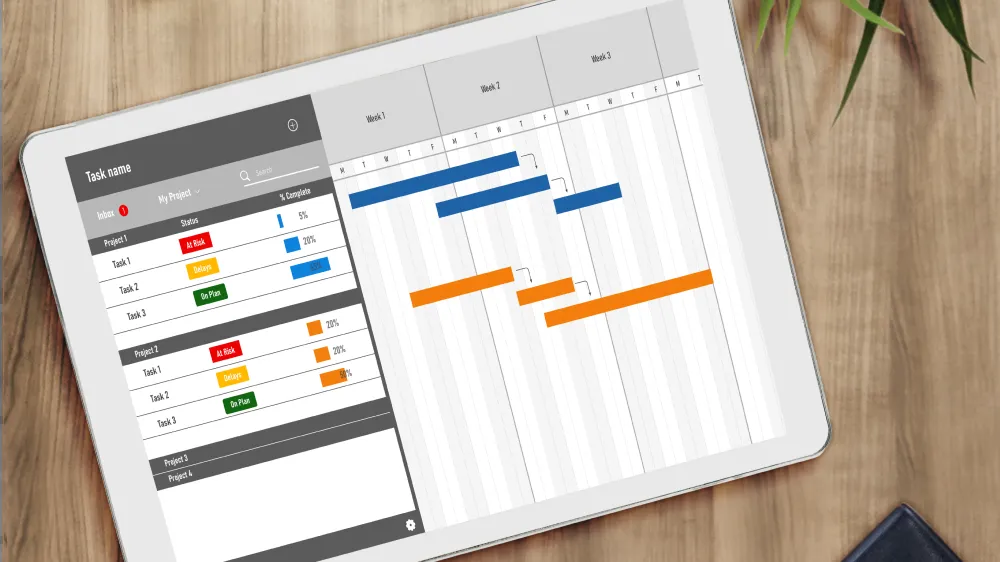 Task name
Inbox 1 My Project Search
Project 1 Status % Complete
Task 1 At Risk 5%
Task 2 Delays 20%
Task 3 On Plan
Project 2
Task 1 At Risk 20%
Task 2 Delays 20%
Task 3 On Plan 50%
Project 3
Project 4
Week 1 Week 2 Week 3
M T W T F M T W T F M T W T F M T